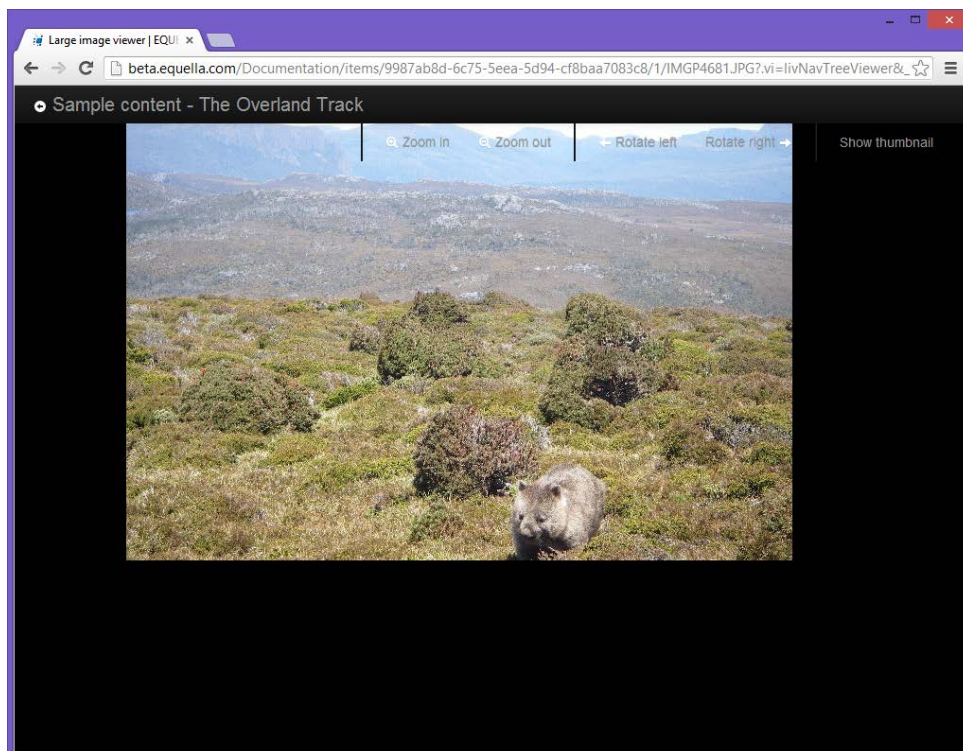 Large image viewer | EQU
beta.equella.com/Documentation/items/9987ab8d-6c75-5eea-5d94-cf8baa7083c8/1/IMGP4681.JPG?.vi=livNavTreeViewer&_
Sample content - The Overland Track
Zoom in Zoom out Rotate left Rotate right Show thumbnail